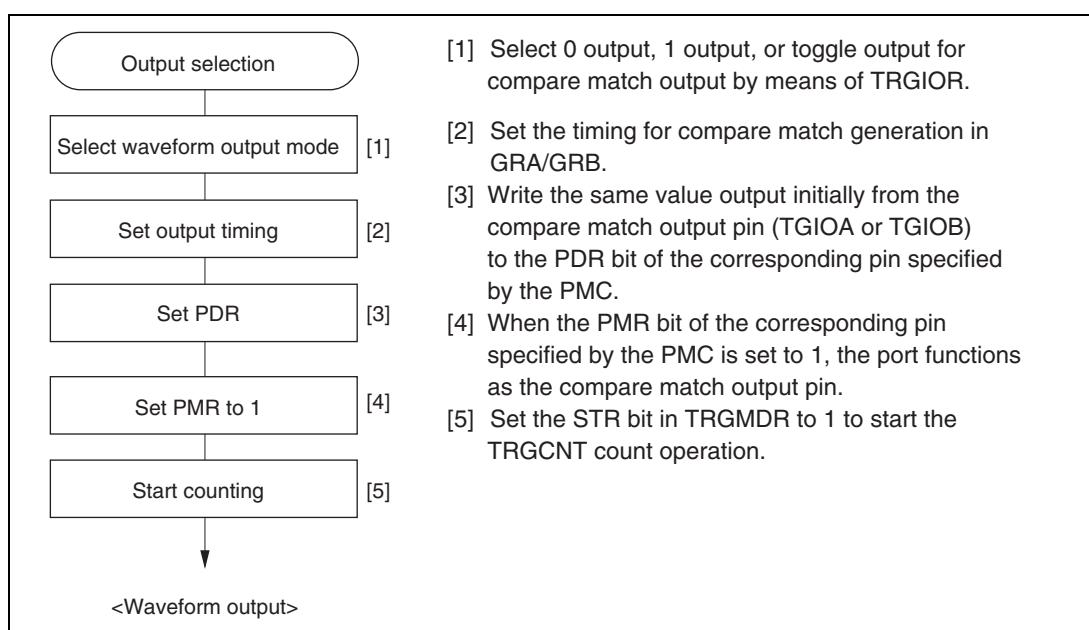 Output selection
Select waveform output mode [1]
Set output timing [2]
Set PDR [3]
Set PMR to 1 [4]
Start counting [5]
<Waveform output>
[1] Select 0 output, 1 output, or toggle output for
compare match output by means of TRGIOR.
[2] Set the timing for compare match generation in
GRA/GRB.
[3] Write the same value output initially from the
compare match output pin (TGIOA or TGIOB)
to the PDR bit of the corresponding pin specified
by the PMC.
[4] When the PMR bit of the corresponding pin
specified by the PMC is set to 1, the port functions
as the compare match output pin.
[5] Set the STR bit in TRGMDR to 1 to start the
TRGCNT count operation.